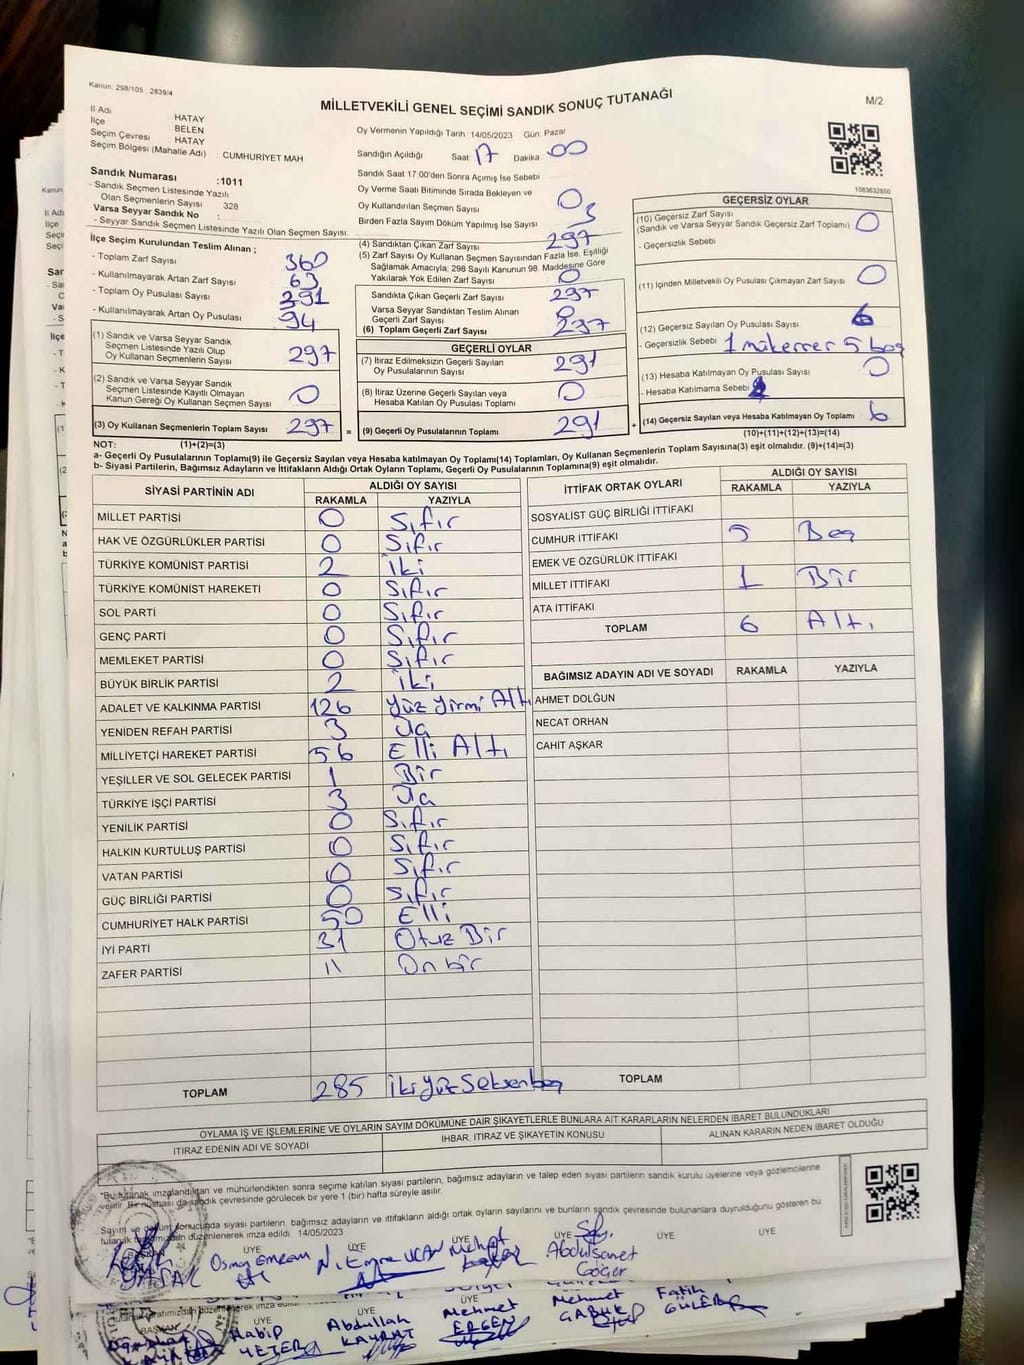 Kanun: 298/105 , 2839/4
MİLLETVEKİLİ GENEL SEÇİMİ SANDIK SONUÇ TUTANAĞI
M/2
İl Adı HATAY
İlçe BELEN
Seçim Çevresi HATAY
Seçim Bölgesi (Mahalle Adı) : CUMHURİYET MAH
Sandık Numarası :1011
- Sandık Seçmen Listesinde Yazılı
Olan Seçmenlerin Sayısı 328
Varsa Seyyar Sandık No :
- Seyyar Sandık Seçmen Listesinde Yazılı Olan Seçmen Sayısı:
Oy Vermenin Yapıldığı Tarih :14/05/2023 Gün: Pazar
Sandığın Açıldığı Saat 17 Dakika 00
Sandık Saat 17.00'den Sonra Açılmış İse Sebebi
Oy Verme Saati Bitiminde Sırada Bekleyen ve
Oy Kullandırılan Seçmen Sayısı 0
Birden Fazla Sayım Döküm Yapılmış İse Sayısı 3
1083632950
İlçe Seçim Kurulundan Teslim Alınan ;
- Toplam Zarf Sayısı 360
- Kullanılmayarak Artan Zarf Sayısı 63
- Toplam Oy Pusulası Sayısı 391
- Kullanılmayarak Artan Oy Pusulası 94
(1) Sandık ve Varsa Seyyar Sandık
Seçmen Listesinde Yazılı Olup
Oy Kullanan Seçmenlerin Sayısı 297
(2) Sandık ve Varsa Seyyar Sandık
Seçmen Listesinde Kayıtlı Olmayan
Kanun Gereği Oy Kullanan Seçmen Sayısı 0
(3) Oy Kullanan Seçmenlerin Toplam Sayısı 297
(4) Sandıktan Çıkan Zarf Sayısı 297
(5) Zarf Sayısı Oy Kullanan Seçmen Sayısından Fazla İse, Eşitliği
Sağlamak Amacıyla, 298 Sayılı Kanunun 98. Maddesine Göre
Yakılarak Yok Edilen Zarf Sayısı 0
Sandıkta Çıkan Geçerli Zarf Sayısı 297
Varsa Seyyar Sandıktan Teslim Alınan
Geçerli Zarf Sayısı 0
(6) Toplam Geçerli Zarf Sayısı 297
GEÇERLİ OYLAR
(7) İtiraz Edilmeksizin Geçerli Sayılan
Oy Pusulalarının Sayısı 291
(8) İtiraz Üzerine Geçerli Sayılan veya
Hesaba Katılan Oy Pusulası Toplamı 0
= (9) Geçerli Oy Pusulalarının Toplamı 291
GEÇERSİZ OYLAR
(10) Geçersiz Zarf Sayısı
(Sandık ve Varsa Seyyar Sandık Geçersiz Zarf Toplamı) 0
- Geçersizlik Sebebi
(11) İçinden Milletvekili Oy Pusulası Çıkmayan Zarf Sayısı 0
(12) Geçersiz Sayılan Oy Pusulası Sayısı 6
- Geçersizlik Sebebi 1 mükerrer 5 boş
(13) Hesaba Katılmayan Oy Pusulası Sayısı 0
- Hesaba Katılmama Sebebi
+ (14) Geçersiz Sayılan veya Hesaba Katılmayan Oy Toplamı 6
NOT: (1)+(2)=(3)
(10)+(11)+(12)+(13)=(14)
a- Geçerli Oy Pusulalarının Toplamı(9) ile Geçersiz Sayılan veya Hesaba katılmayan Oy Toplamı(14) Toplamları, Oy Kullanan Seçmenlerin Toplam Sayısına(3) eşit olmalıdır. (9)+(14)=(3)
b- Siyasi Partilerin, Bağımsız Adayların ve İttifakların Aldığı Ortak Oyların Toplamı, Geçerli Oy Pusulalarının Toplamına(9) eşit olmalıdır.
SİYASİ PARTİNİN ADI ALDIĞI OY SAYISI
RAKAMLA YAZIYLA
MİLLET PARTİSİ 0 Sıfır
HAK VE ÖZGÜRLÜKLER PARTİSİ 0 Sıfır
TÜRKİYE KOMÜNİST PARTİSİ 2 İki
TÜRKİYE KOMÜNİST HAREKETİ 0 Sıfır
SOL PARTİ 0 Sıfır
GENÇ PARTİ 0 Sıfır
MEMLEKET PARTİSİ 0 Sıfır
BÜYÜK BİRLİK PARTİSİ 2 İki
ADALET VE KALKINMA PARTİSİ 126 Yüz Yirmi Altı
YENİDEN REFAH PARTİSİ 3 Üç
MİLLİYETÇİ HAREKET PARTİSİ 56 Elli Altı
YEŞİLLER VE SOL GELECEK PARTİSİ 1 Bir
TÜRKİYE İŞÇİ PARTİSİ 3 Üç
YENİLİK PARTİSİ 0 Sıfır
HALKIN KURTULUŞ PARTİSİ 0 Sıfır
VATAN PARTİSİ 0 Sıfır
GÜÇ BİRLİĞİ PARTİSİ 0 Sıfır
CUMHURİYET HALK PARTİSİ 50 Elli
İYİ PARTİ 31 Otuz Bir
ZAFER PARTİSİ 11 On bir
TOPLAM 285 İki Yüz Seksen beş
İTTİFAK ORTAK OYLARI ALDIĞI OY SAYISI
RAKAMLA YAZIYLA
SOSYALİST GÜÇ BİRLİĞİ İTTİFAKI
CUMHUR İTTİFAKI 5 Beş
EMEK VE ÖZGÜRLÜK İTTİFAKI
MİLLET İTTİFAKI 1 Bir
ATA İTTİFAKI
TOPLAM 6 Altı
BAĞIMSIZ ADAYIN ADI VE SOYADI RAKAMLA YAZIYLA
AHMET DOLĞUN
NECAT ORHAN
CAHİT AŞKAR
TOPLAM
OYLAMA İŞ VE İŞLEMLERİNE VE OYLARIN SAYIM DÖKÜMÜNE DAİR ŞİKAYETLERLE BUNLARA AİT KARARLARIN NELERDEN İBARET BULUNDUKLARI
İTİRAZ EDENİN ADI VE SOYADI İHBAR, İTİRAZ VE ŞİKAYETİN KONUSU ALINAN KARARIN NEDEN İBARET OLDUĞU
*Bu tutanak imzalandıktan ve mühürlendikten sonra seçime katılan siyasi partilerin, bağımsız adayların ve talep eden siyasi partilerin sandık kurulu üyelerine veya gözlemcilerine
verilir. Bir nüshası da sandık çevresinde görülecek bir yere 1 (bir) hafta süreyle asılır.
Sayım ve döküm sonucunda siyasi partilerin, bağımsız adayların ve ittifakların aldığı ortak oyların sayılarını ve bunların sandık çevresinde bulunanlara duyrulduğunu gösteren bu
tutanlık tarafımızdan düzenlenerek imza edildi. 14/05/2023
ÜYE ÜYE ÜYE ÜYE ÜYE ÜYE
YASAL Osman Emrem N. Emre UCAN Mehmet Abdulsamet
Göçer
tarafımızdan düzenlenerek imza
BAŞKAN ÜYE ÜYE ÜYE
Habip Abdullah Mehmet Mehmet Fatih
YETER KAYRAT ERGEN GABUK GÜLER